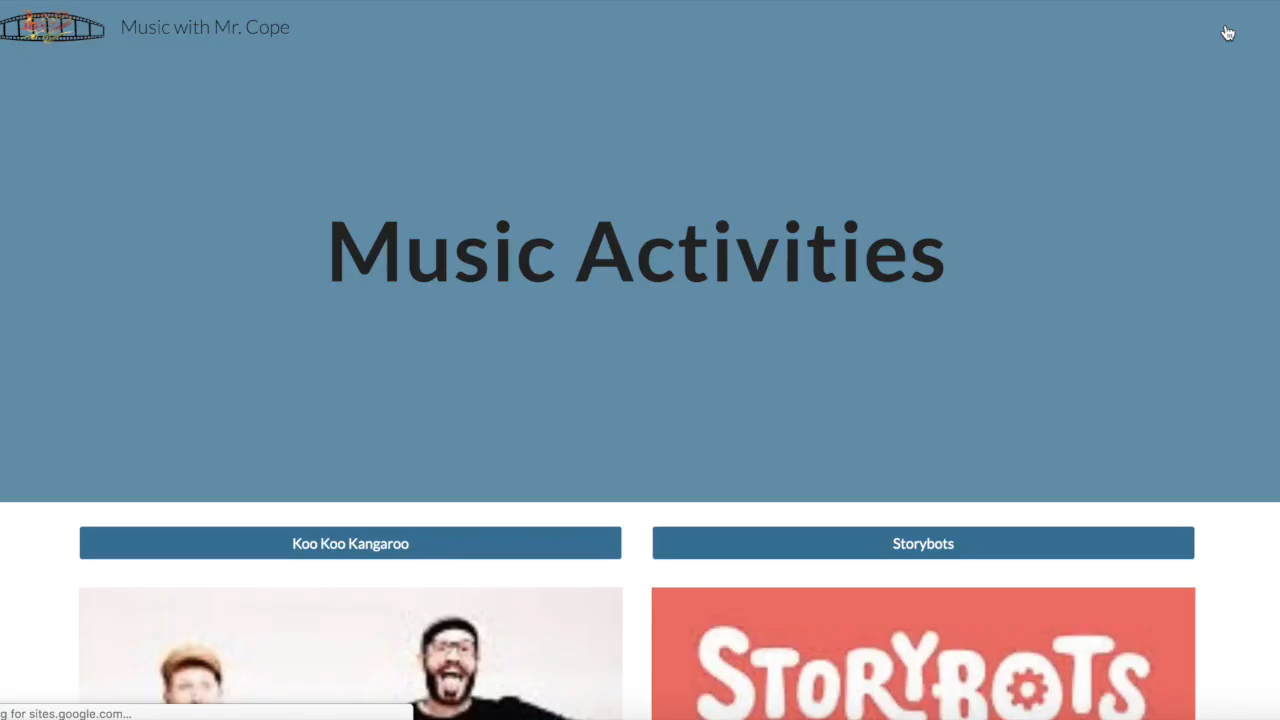 Music with Mr. Cope
Music Activities
Koo Koo Kangaroo
Storybots
STORYBOTS
g for sites.google.com...